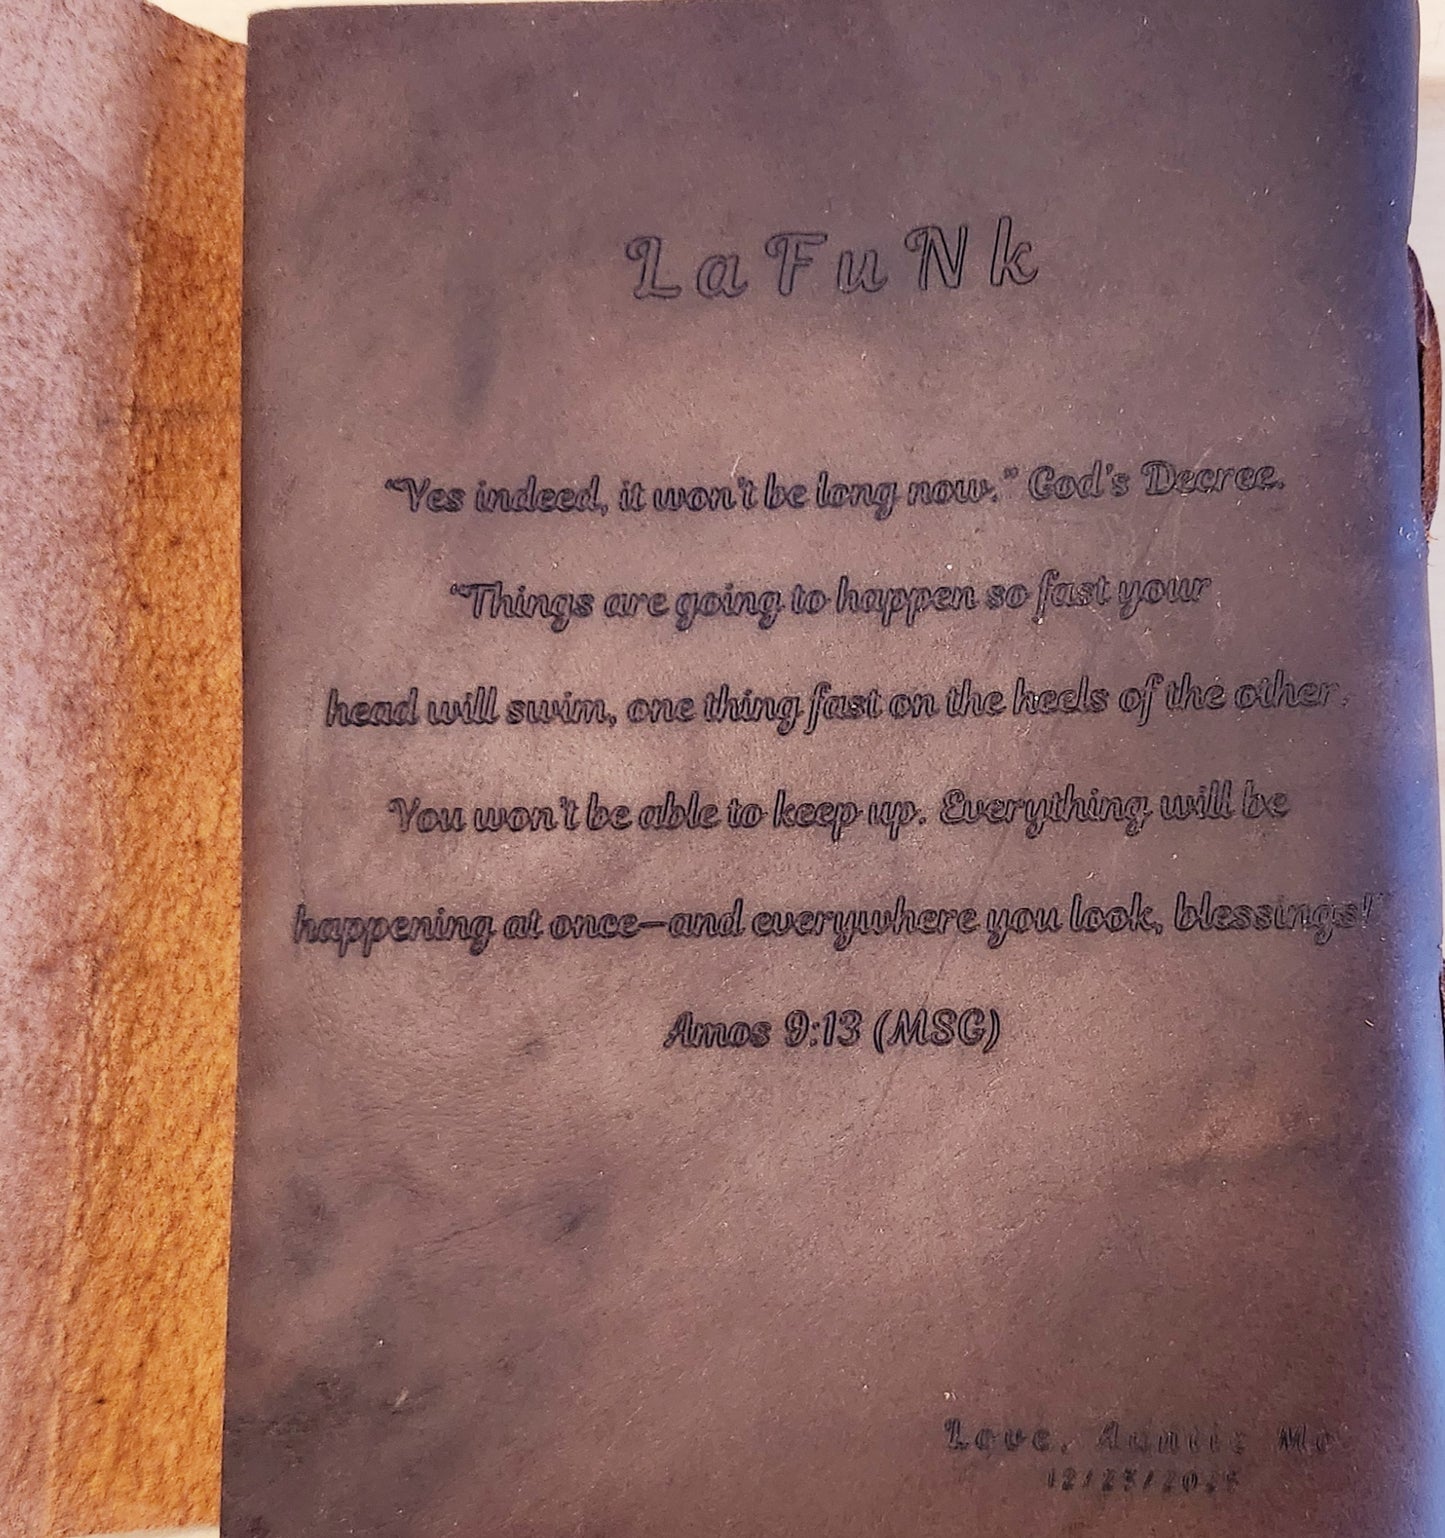 LaFuNk
“Yes indeed, it won't be long now.” God's Decree.
“Things are going to happen so fast your
head will swim, one thing fast on the heels of the other.
You won't be able to keep up. Everything will be
happening at once—and everywhere you look, blessings!”
Amos 9:13 (MSG)
Love, Auntie Mo